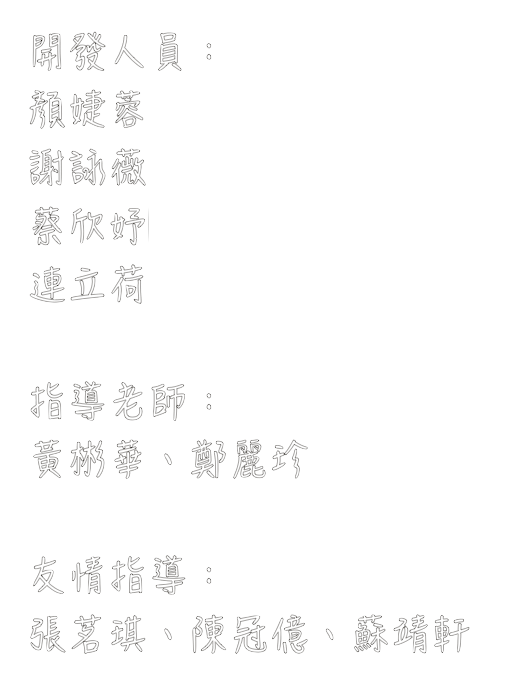 開發人員：
顏婕蓉
謝詠薇
蔡欣妤
連立荷
指導老師：
黃彬華、鄭麗珍
友情指導：
張茗琪、陳冠億、蘇靖軒